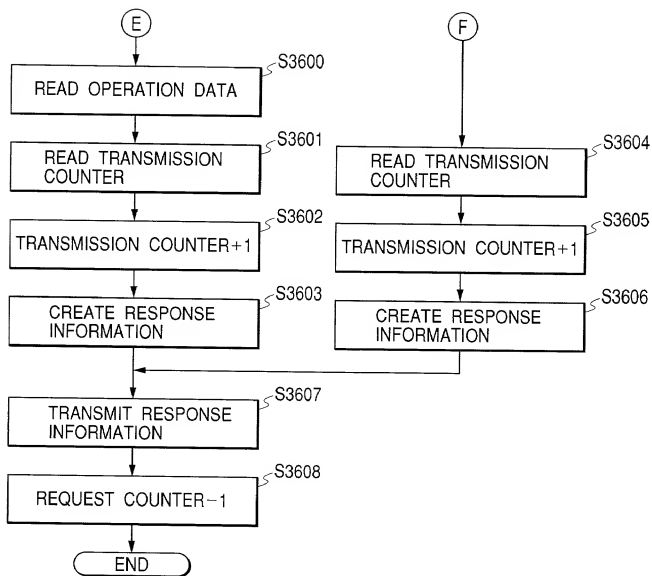 E
S3600
READ OPERATION DATA
S3601
READ TRANSMISSION
COUNTER
S3602
TRANSMISSION COUNTER+1
S3603
CREATE RESPONSE
INFORMATION
F
S3604
READ TRANSMISSION
COUNTER
S3605
TRANSMISSION COUNTER+1
S3606
CREATE RESPONSE
INFORMATION
S3607
TRANSMIT RESPONSE
INFORMATION
S3608
REQUEST COUNTER−1
END